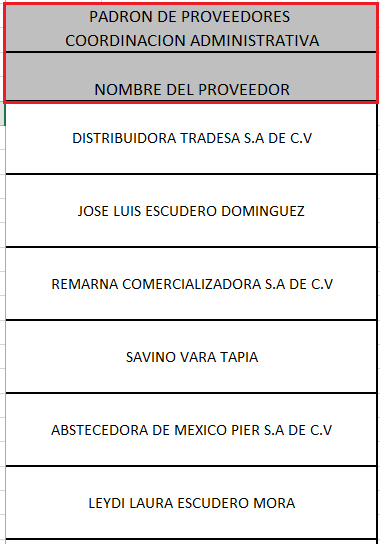 PADRON DE PROVEEDORES
COORDINACION ADMINISTRATIVA
NOMBRE DEL PROVEEDOR
DISTRIBUIDORA TRADESA S.A DE C.V
JOSE LUIS ESCUDERO DOMINGUEZ
REMARNA COMERCIALIZADORA S.A DE C.V
SAVINO VARA TAPIA
ABSTECEDORA DE MEXICO PIER S.A DE C.V
LEYDI LAURA ESCUDERO MORA